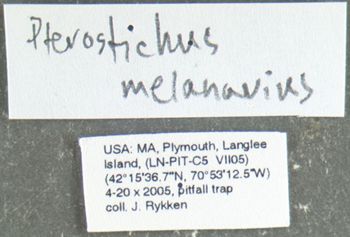 Pterostichus
melanarius
USA: MA, Plymouth, Langlee
Island, (LN-PIT-C5 VII05)
(42°15'36.7"N, 70°53'12.5"W)
4-20 x 2005, pitfall trap
coll. J. Rykken